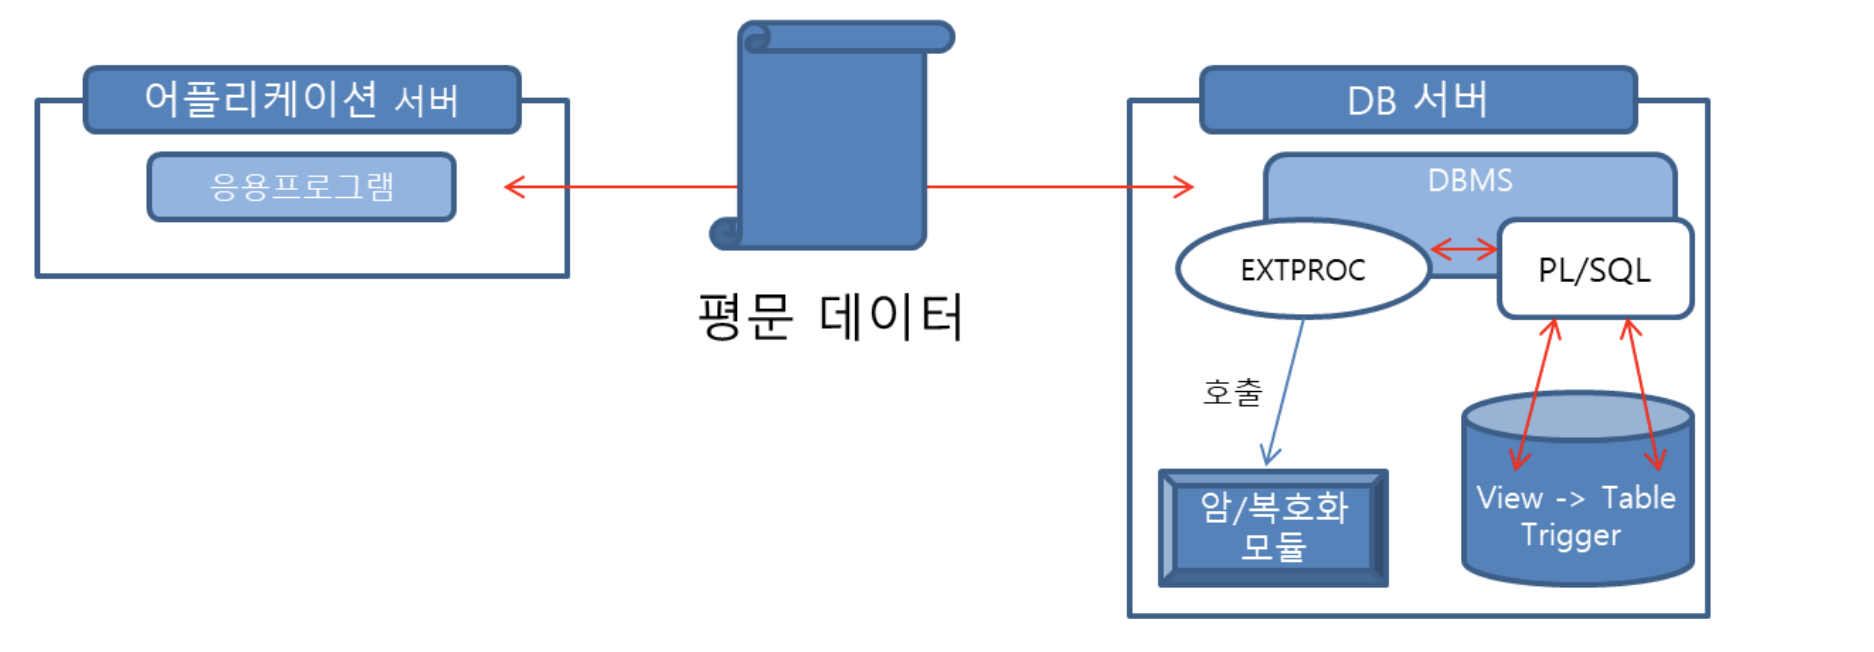 어플리케이션 서버
응용프로그램
평문 데이터
DB 서버
DBMS
EXTPROC
PL/SQL
호출
암/복호화
모듈
View -> Table
Trigger